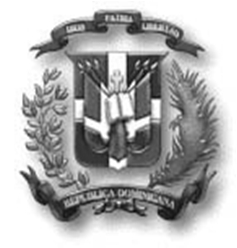 DIOS PATRIA LIBERTAD
REPUBLICA DOMINICANA